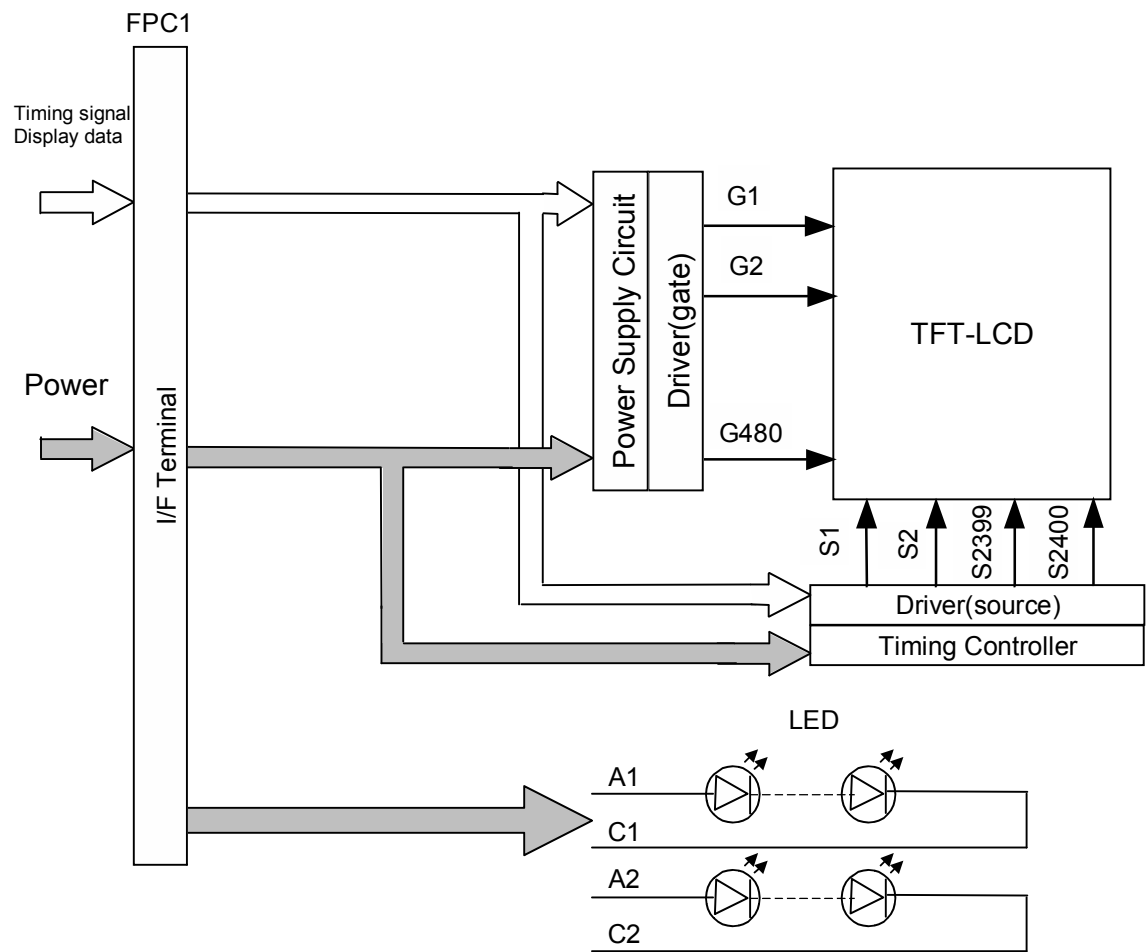 FPC1
Timing signal
Display data
Power
I/F Terminal
Power Supply Circuit
Driver(gate)
G1
G2
G480
TFT-LCD
S1
S2
S2399
S2400
Driver(source)
Timing Controller
LED
A1
C1
A2
C2